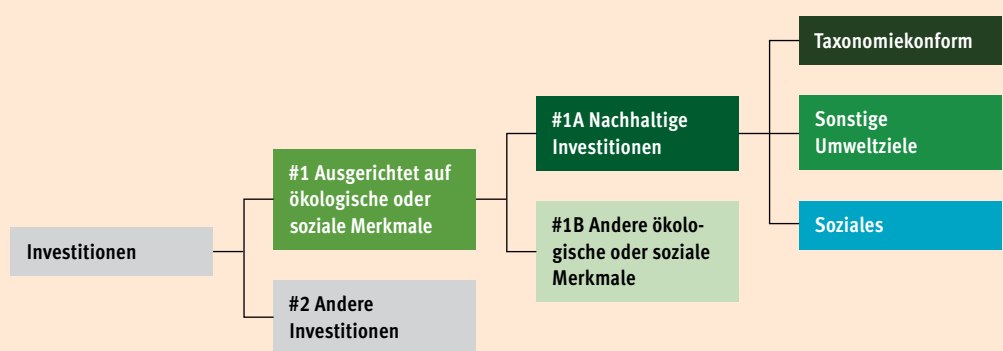 Investitionen
#1 Ausgerichtet auf
ökologische oder
soziale Merkmale
#2 Andere
Investitionen
#1A Nachhaltige
Investitionen
#1B Andere ökolo-
gische oder soziale
Merkmale
Taxonomiekonform
Sonstige
Umweltziele
Soziales